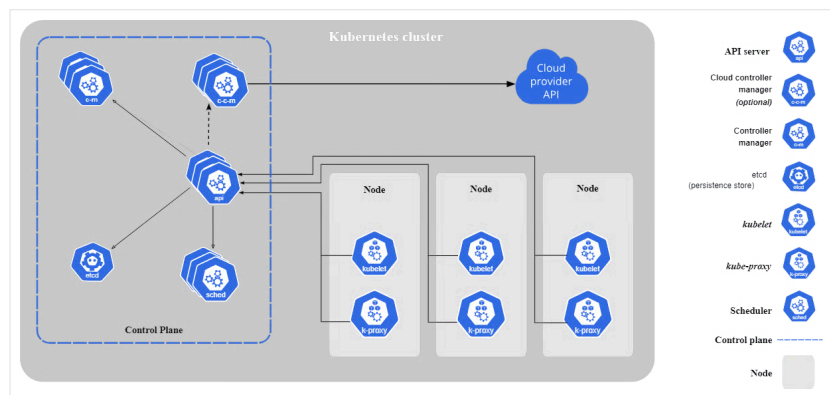 Kubernetes cluster
c-m
c-c-m
Cloud
provider
API
api
etcd
sched
Control Plane
Node
Node
Node
kubelet
kubelet
kubelet
k-proxy
k-proxy
k-proxy
API server
api
Cloud controller
manager
(optional)
c-c-m
Controller
manager
c-m
etcd
(persistence store)
etcd
kubelet
kubelet
kube-proxy
k-proxy
Scheduler
sched
Control plane
Node